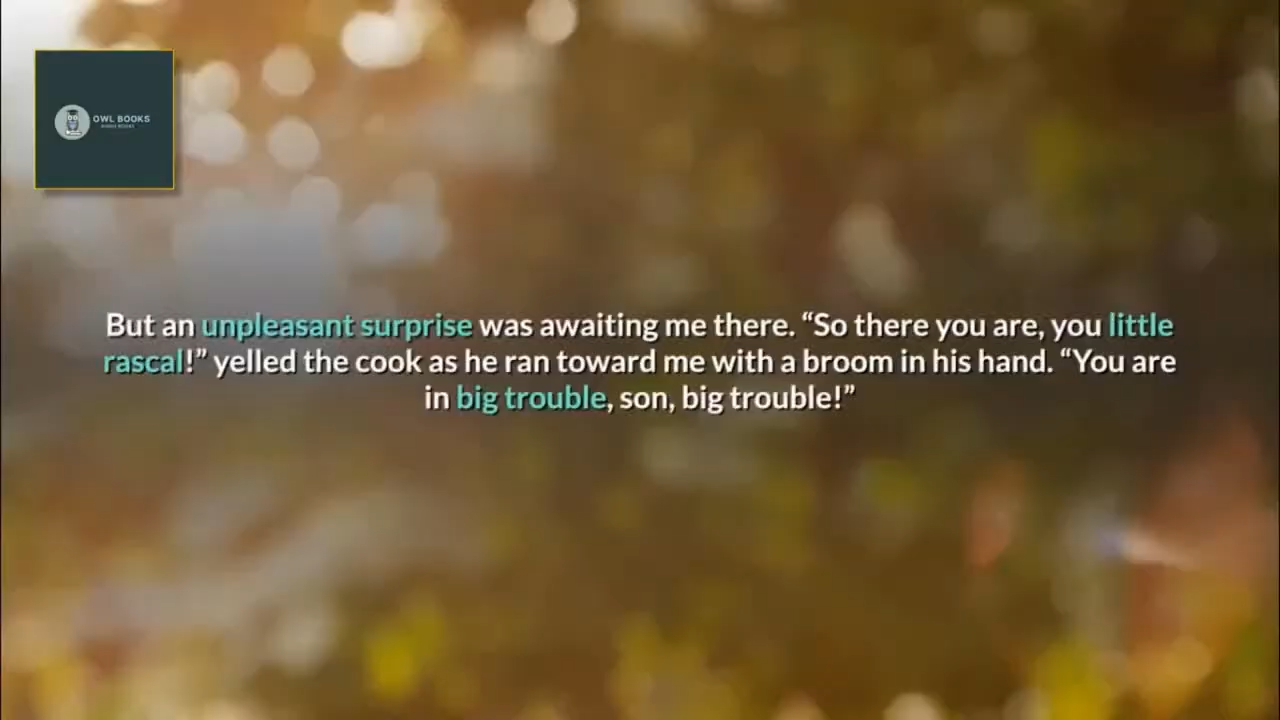 OWL BOOKS
But an unpleasant surprise was awaiting me there. “So there you are, you little
rascal!” yelled the cook as he ran toward me with a broom in his hand. “You are
in big trouble, son, big trouble!”